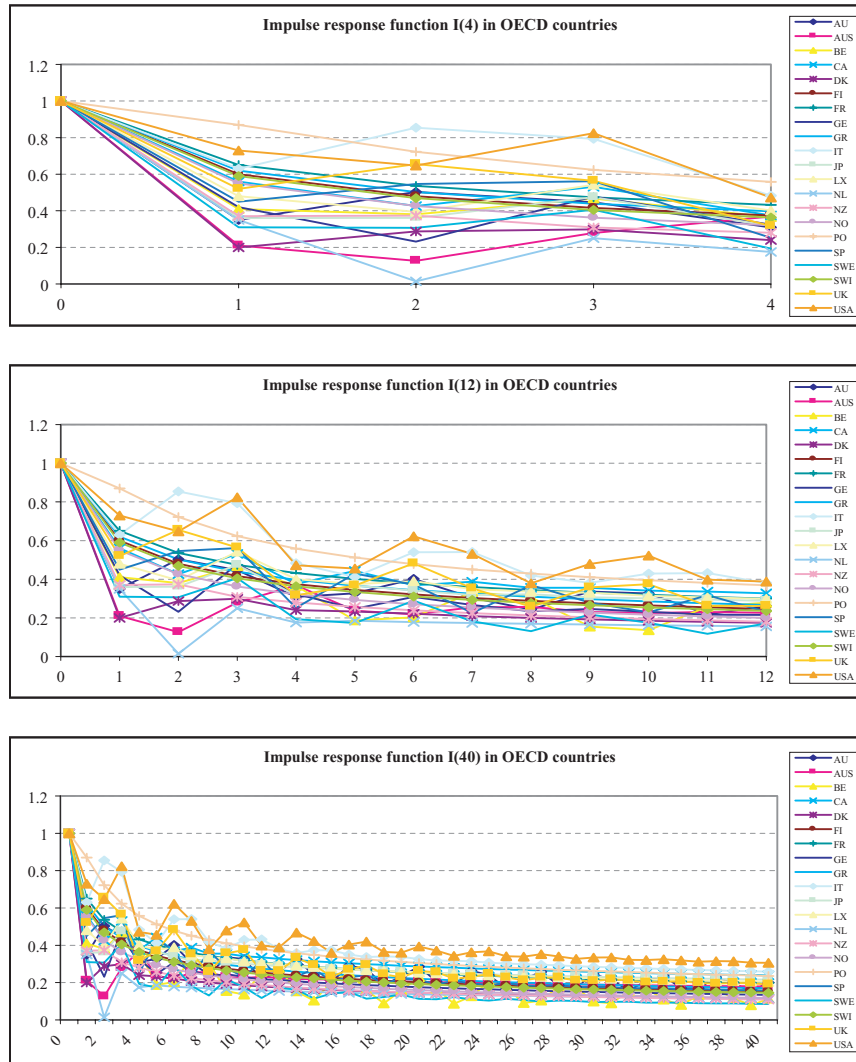 Impulse response function I(4) in OECD countries
1.2
1
0.8
0.6
0.4
0.2
0
0 1 2 3 4
AU
AUS
BE
CA
DK
FI
FR
GE
GR
IT
JP
LX
NL
NZ
NO
PO
SP
SWE
SWI
UK
USA
Impulse response function I(12) in OECD countries
1.2
1
0.8
0.6
0.4
0.2
0
0 1 2 3 4 5 6 7 8 9 10 11 12
AU
AUS
BE
CA
DK
FI
FR
GE
GR
IT
JP
LX
NL
NZ
NO
PO
SP
SWE
SWI
UK
USA
Impulse response function I(40) in OECD countries
1.2
1
0.8
0.6
0.4
0.2
0
0 2 4 6 8 10 12 14 16 18 20 22 24 26 28 30 32 34 36 38 40
AU
AUS
BE
CA
DK
FI
FR
GE
GR
IT
JP
LX
NL
NZ
NO
PO
SP
SWE
SWI
UK
USA